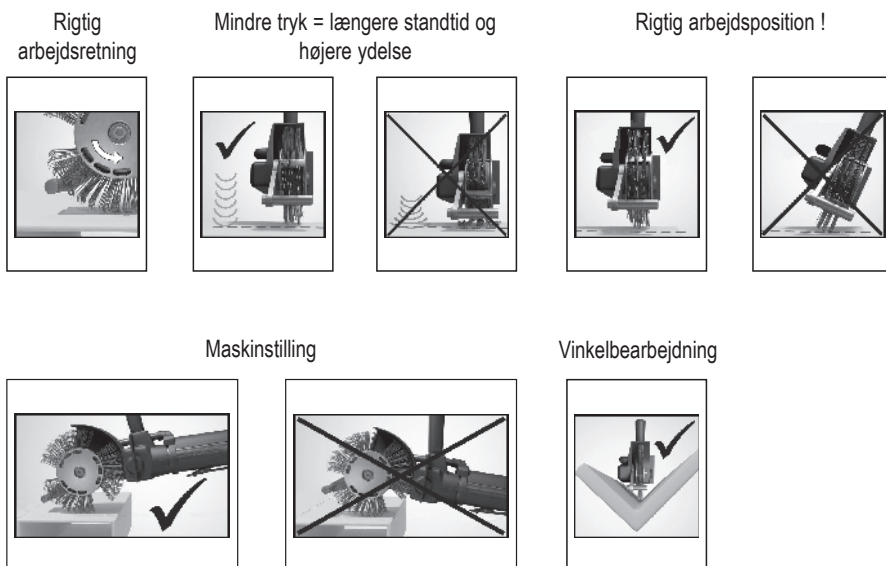 Rigtig
arbejdsretning
Mindre tryk = længere standtid og
højere ydelse
Rigtig arbejdsposition !
Maskinstilling
Vinkelbearbejdning